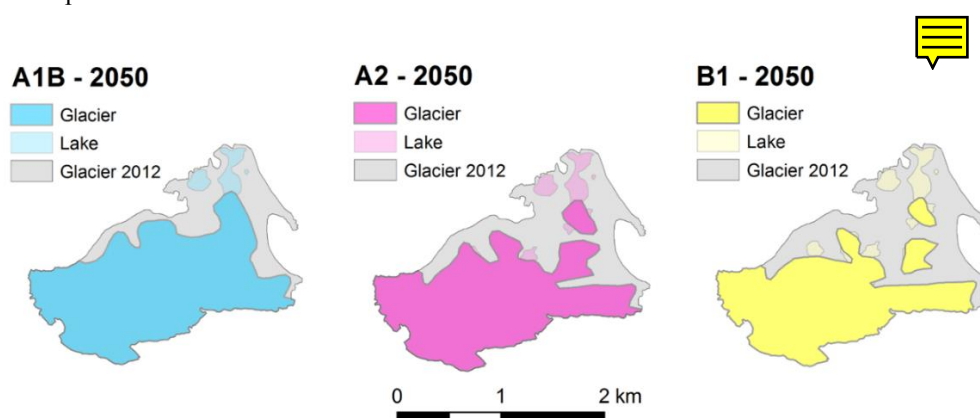 A1B - 2050
Glacier
Lake
Glacier 2012
A2 - 2050
Glacier
Lake
Glacier 2012
B1 - 2050
Glacier
Lake
Glacier 2012
0 1 2 km